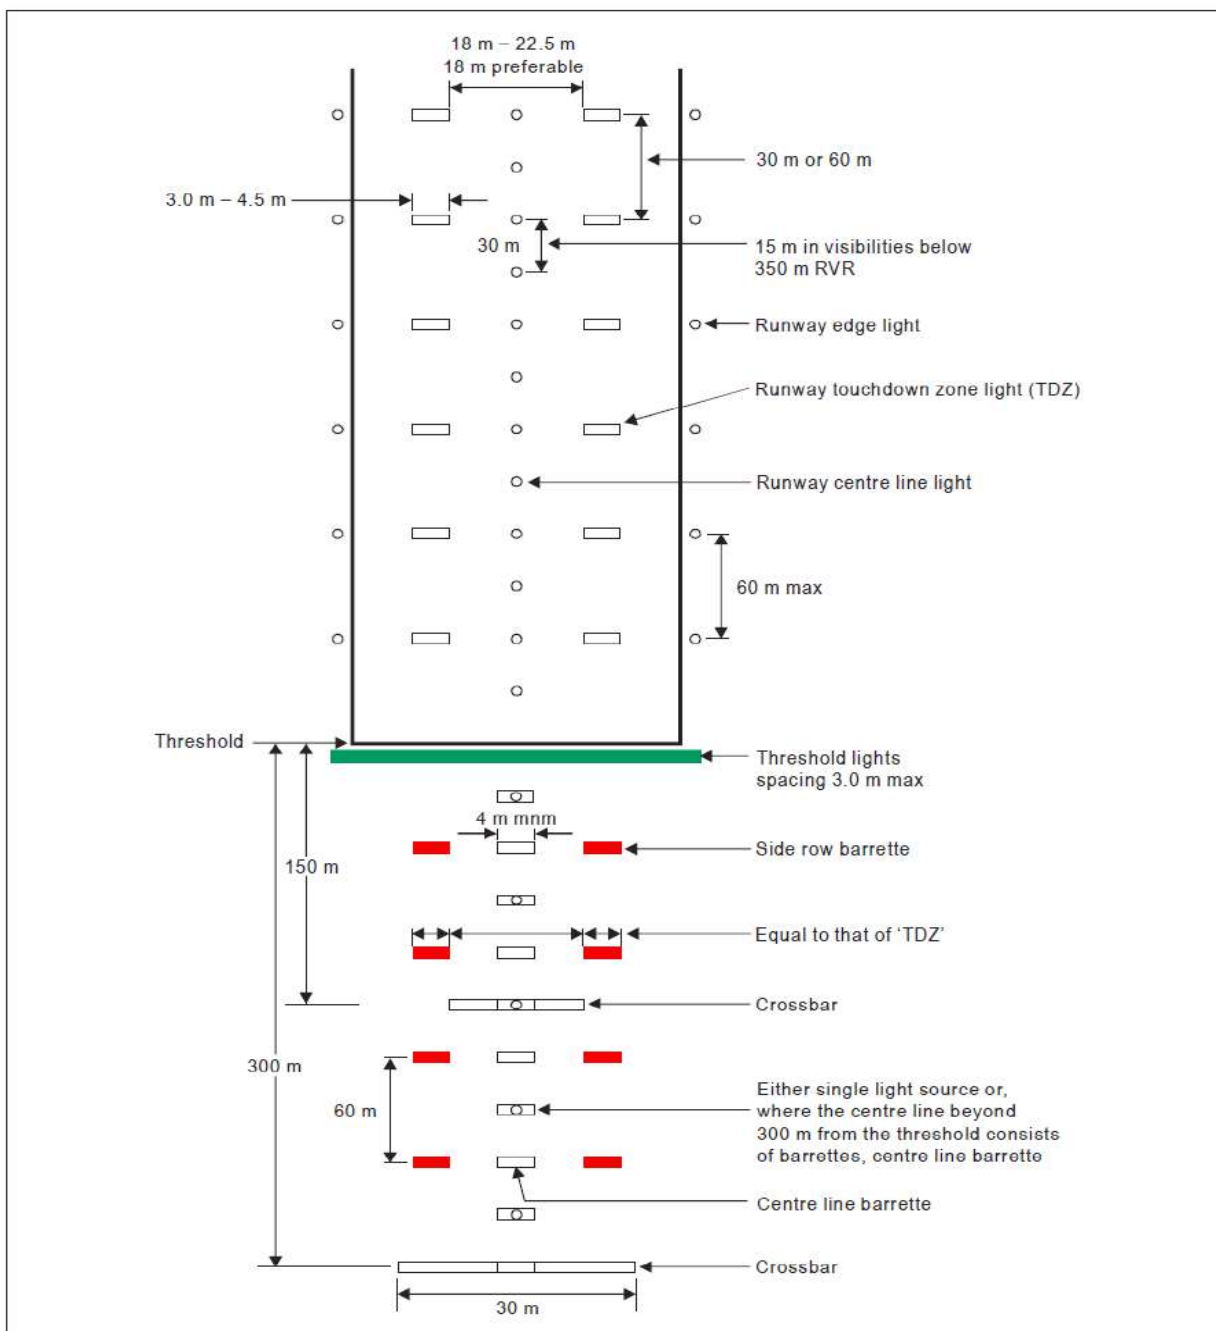 18 m – 22.5 m
18 m preferable
30 m or 60 m
3.0 m – 4.5 m
30 m
15 m in visibilities below
350 m RVR
Runway edge light
Runway touchdown zone light (TDZ)
Runway centre line light
60 m max
Threshold
Threshold lights
spacing 3.0 m max
4 m mnm
Side row barrette
150 m
Equal to that of ‘TDZ’
Crossbar
300 m
60 m
Either single light source or,
where the centre line beyond
300 m from the threshold consists
of barrettes, centre line barrette
Centre line barrette
Crossbar
30 m